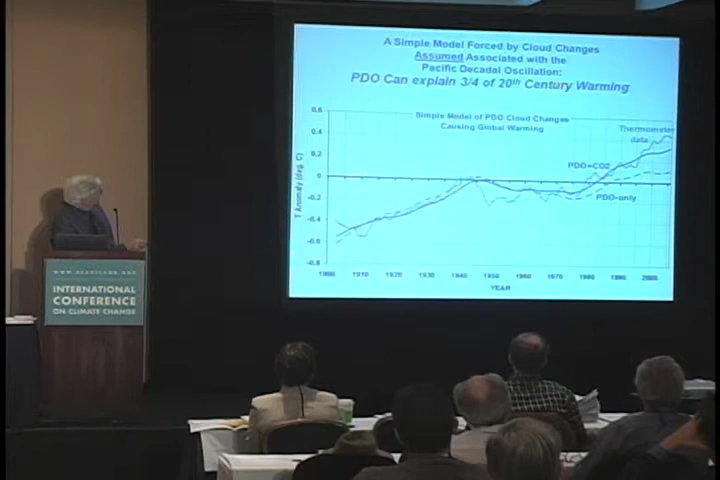 A Simple Model Forced by Cloud Changes
Assumed Associated with the
Pacific Decadal Oscillation:
PDO Can explain 3/4 of 20th Century Warming
Simple Model of PDO Cloud Changes
Causing Global Warming
Thermometer
data
PDO+CO2
PDO-only
T Anomaly (deg. C)
0.6
0.4
0.2
0
-0.2
-0.4
-0.6
-0.8
1900 1910 1920 1930 1940 1950 1960 1970 1980 1990 2000
YEAR
INTERNATIONAL
CONFERENCE
ON CLIMATE CHANGE